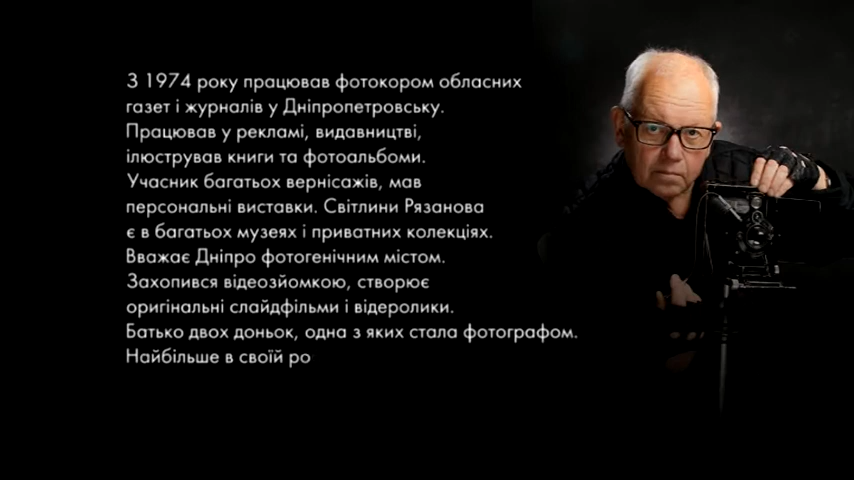 З 1974 року працював фотокором обласних
газет і журналів у Дніпропетровську.
Працював у рекламі, видавництві,
ілюстрував книги та фотоальбоми.
Учасник багатьох вернісажів, мав
персональні виставки. Світлини Рязанова
є в багатьох музеях і приватних колекціях.
Вважає Дніпро фотогенічним містом.
Захопився відеозйомкою, створює
оригінальні слайдфільми і відеролики.
Батько двох доньок, одна з яких стала фотографом.
Найбільше в своїй ро